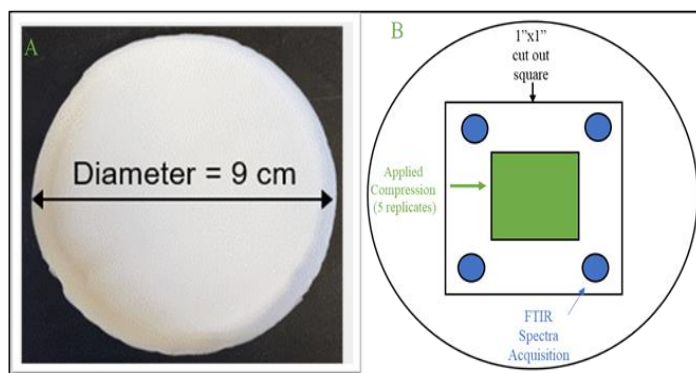 A
Diameter = 9 cm
B
1”x1”
cut out
square
Applied
Compression
(5 replicates)
FTIR
Spectra
Acquisition